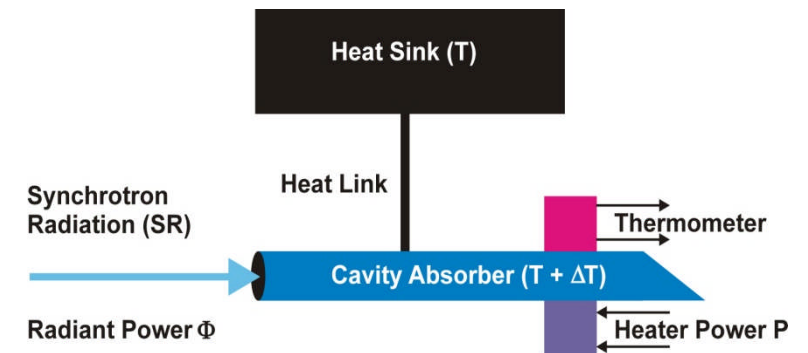 Heat Sink (T)
Heat Link
Synchrotron
Radiation (SR)
Thermometer
Cavity Absorber (T + ΔT)
Radiant Power Φ
Heater Power P